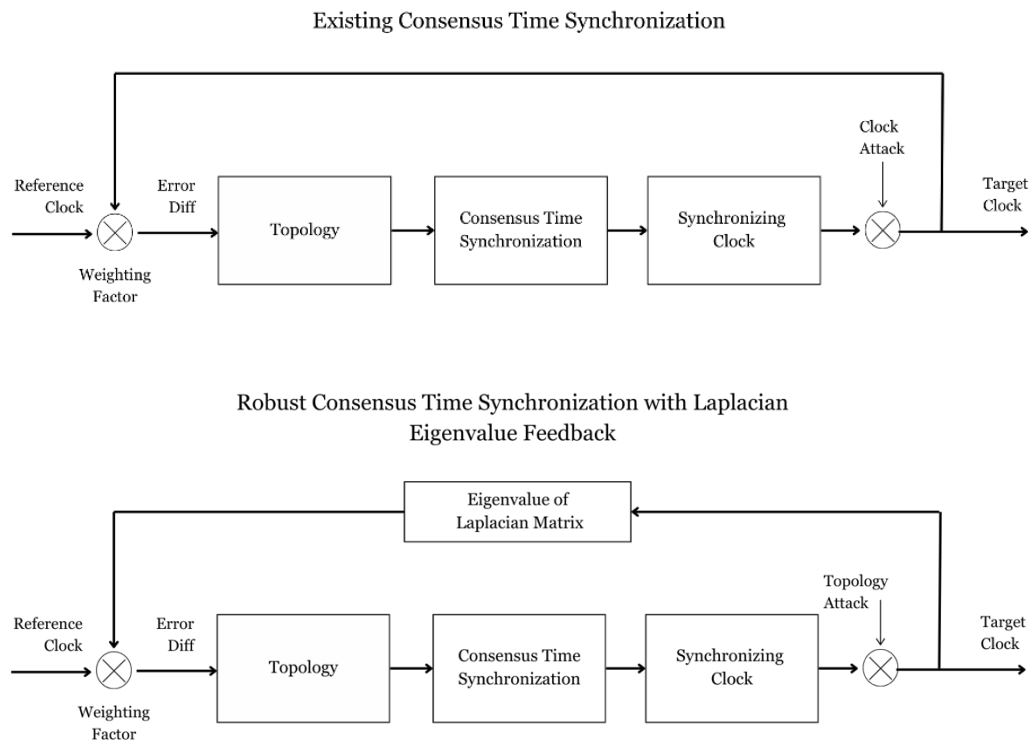 Existing Consensus Time Synchronization
Clock
Attack
Reference
Clock
Error
Diff
Target
Clock
Topology
Consensus Time
Synchronization
Synchronizing
Clock
Weighting
Factor
Robust Consensus Time Synchronization with Laplacian
Eigenvalue Feedback
Eigenvalue of
Laplacian Matrix
Topology
Attack
Reference
Clock
Error
Diff
Target
Clock
Topology
Consensus Time
Synchronization
Synchronizing
Clock
Weighting
Factor